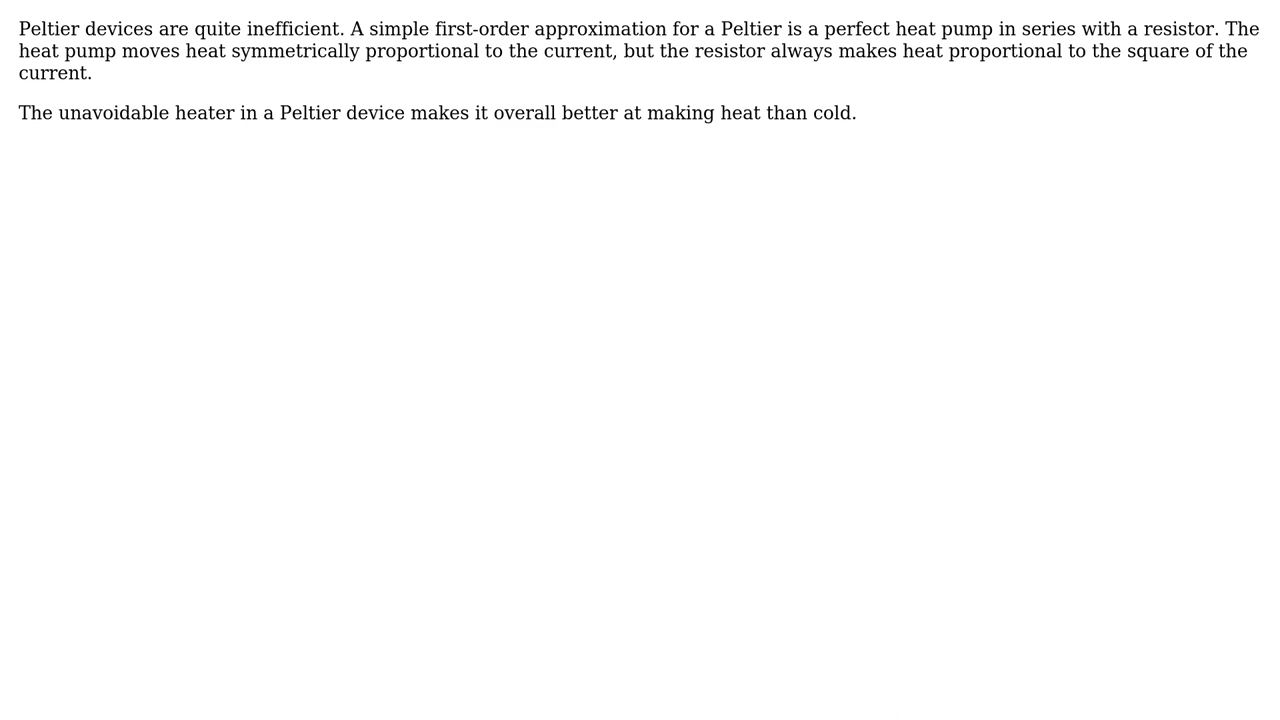 Peltier devices are quite inefficient. A simple first-order approximation for a Peltier is a perfect heat pump in series with a resistor. The
heat pump moves heat symmetrically proportional to the current, but the resistor always makes heat proportional to the square of the
current.
The unavoidable heater in a Peltier device makes it overall better at making heat than cold.